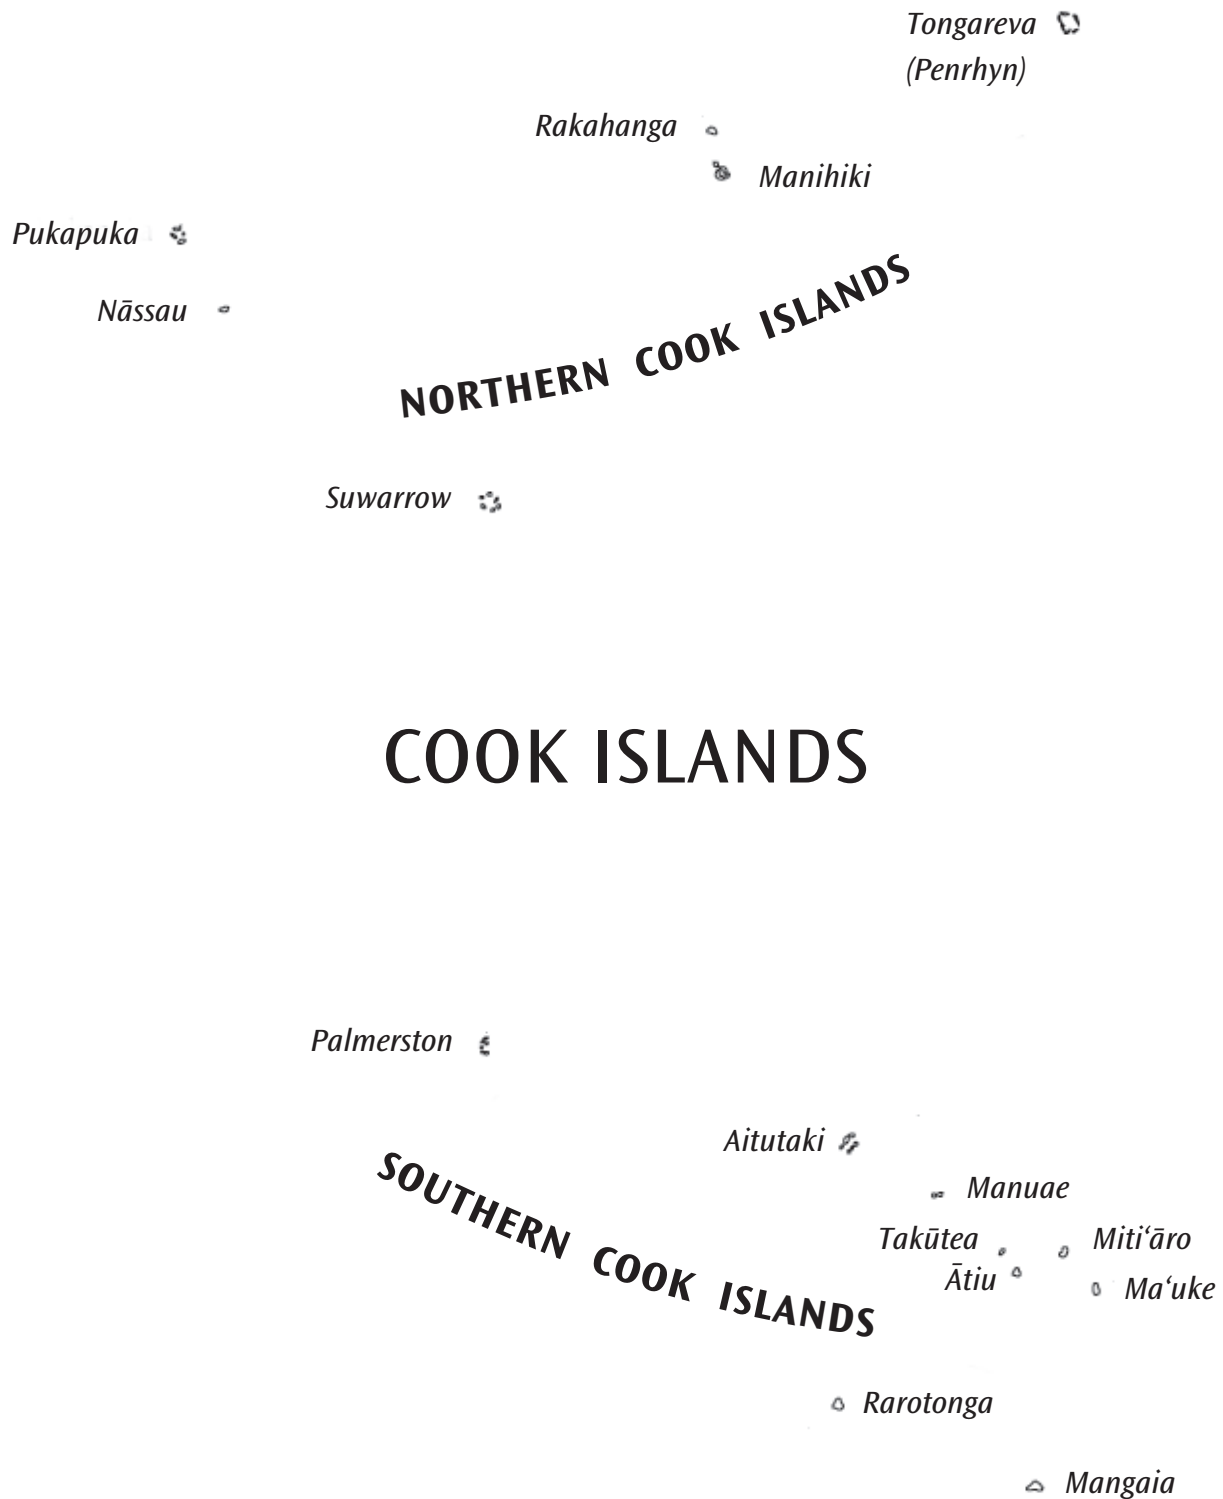 Tongareva
(Penrhyn)
Rakahanga
Manihiki
Pukapuka
Nāssau
NORTHERN COOK ISLANDS
Suwarrow
COOK ISLANDS
Palmerston
Aitutaki
SOUTHERN COOK ISLANDS
Manuae
Takūtea
Miti‘āro
Ātiu
Ma‘uke
Rarotonga
Mangaia